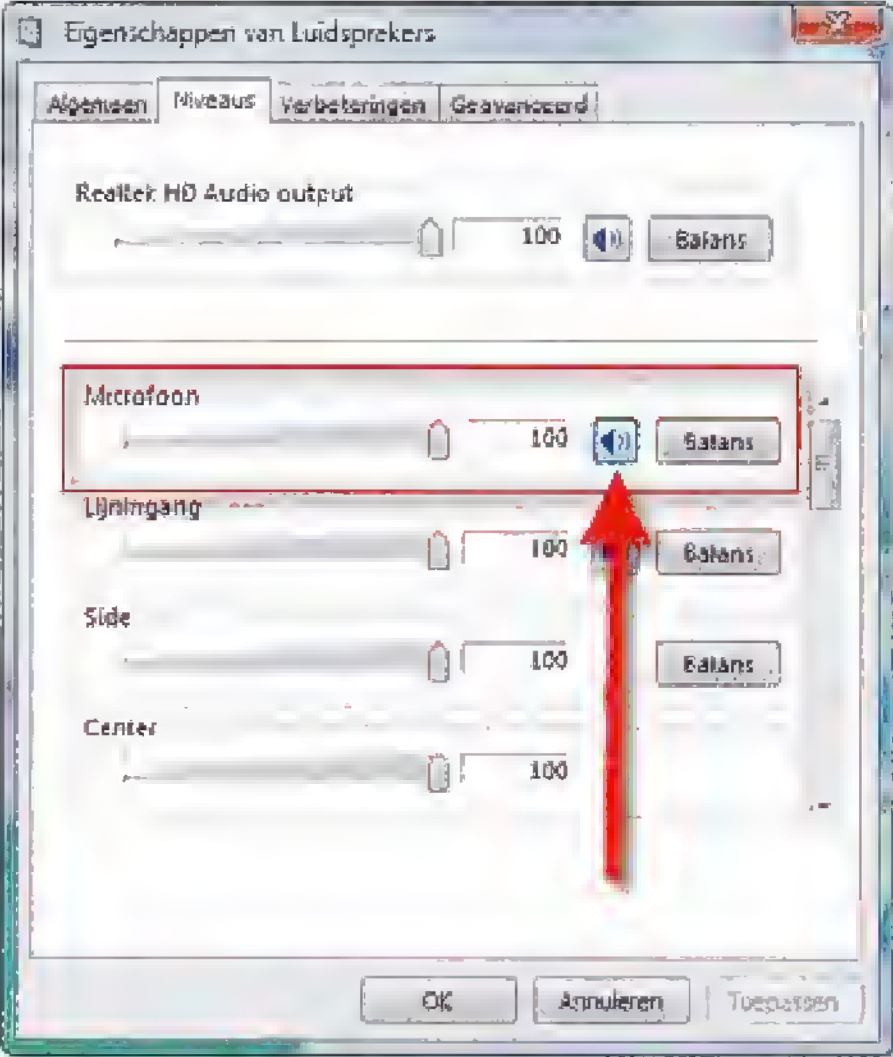 Eigenschappen van Luidsprekers
Algemeen Niveaus Verbeteringen Geavanceerd
Realtek HD Audio output
100 Balans
Microfoon
100 Balans
Lijningang
100 Balans
Side
100 Balans
Center
100
OK Annuleren Toepassen